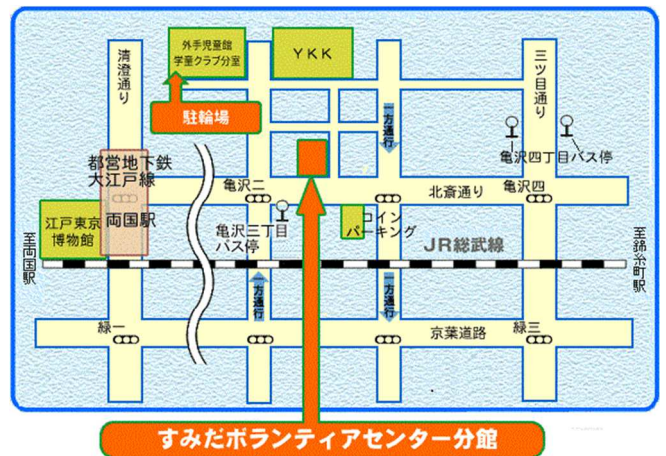 外手児童館
学童クラブ分室
YKK
清澄通り
三ツ目通り
駐輪場
一方通行
亀沢四丁目バス停
都営地下鉄
大江戸線
両国駅
亀沢二
北斎通り
亀沢四
江戸東京
博物館
亀沢三丁目
バス停
コイン
パーキング
JR総武線
至両国駅
至錦糸町駅
一方通行
一方通行
緑一
京葉道路
緑三
すみだボランティアセンター分館